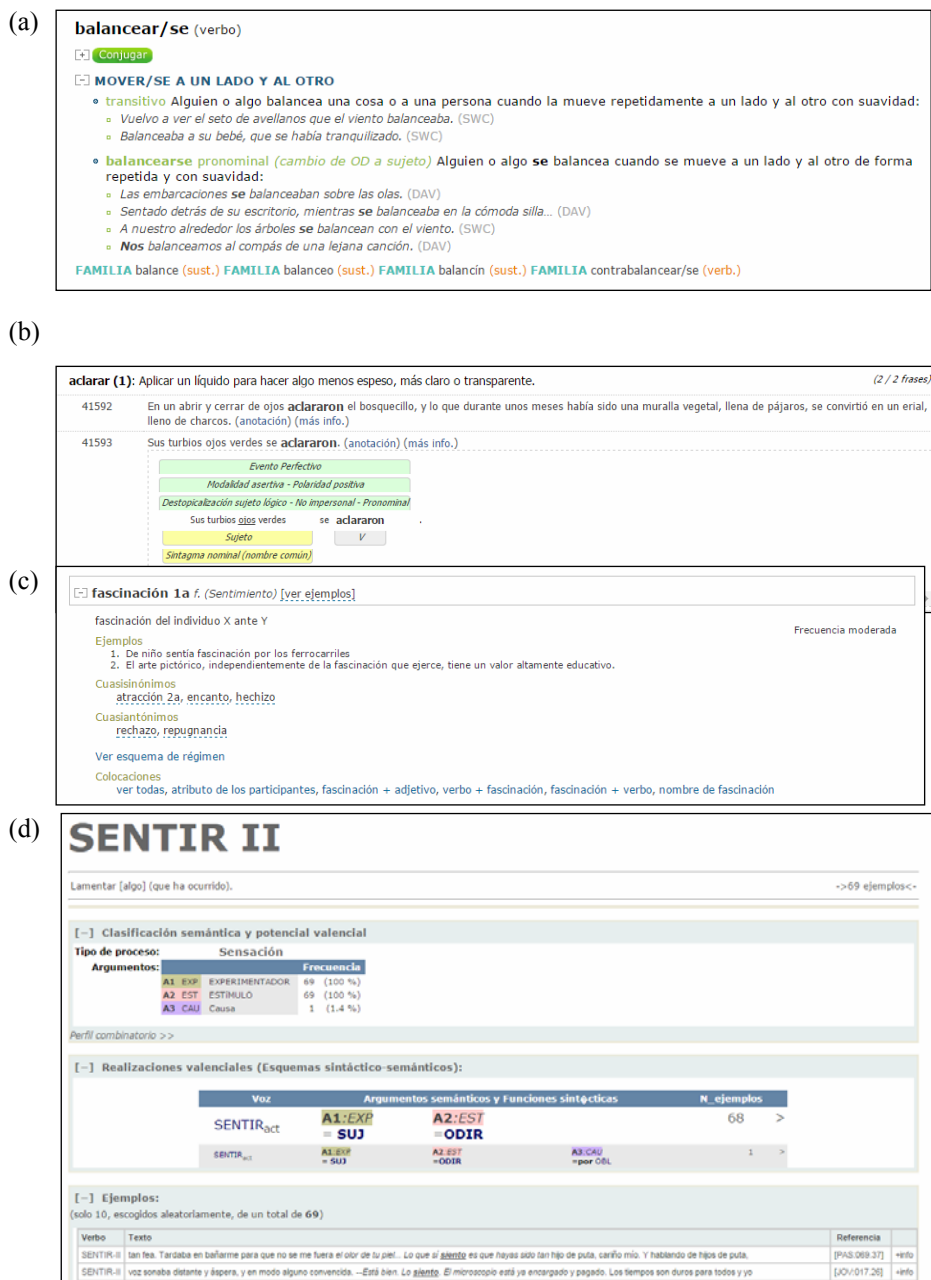 (a)
balancear/se (verbo)
[+] Conjugar
[-] MOVER/SE A UN LADO Y AL OTRO
transitivo Alguien o algo balancea una cosa o a una persona cuando la mueve repetidamente a un lado y al otro con suavidad:
Vuelvo a ver el seto de avellanos que el viento balanceaba. (SWC)
Balanceaba a su bebé, que se había tranquilizado. (SWC)
balancearse pronominal (cambio de OD a sujeto) Alguien o algo se balancea cuando se mueve a un lado y al otro de forma
repetida y con suavidad:
Las embarcaciones se balanceaban sobre las olas. (DAV)
Sentado detrás de su escritorio, mientras se balanceaba en la cómoda silla... (DAV)
A nuestro alrededor los árboles se balancean con el viento. (SWC)
Nos balanceamos al compás de una lejana canción. (DAV)
FAMILIA balance (sust.) FAMILIA balanceo (sust.) FAMILIA balancín (sust.) FAMILIA contrabalancear/se (verb.)
(b)
aclarar (1): Aplicar un líquido para hacer algo menos espeso, más claro o transparente. (2 / 2 frases)
41592 En un abrir y cerrar de ojos aclararon el bosquecillo, y lo que durante unos meses había sido una muralla vegetal, llena de pájaros, se convirtió en un erial,
lleno de charcos. (anotación) (más info.)
41593 Sus turbios ojos verdes se aclararon. (anotación) (más info.)
Evento Perfectivo
Modalidad asertiva - Polaridad positiva
Destopicalización sujeto lógico - No impersonal - Pronominal
Sus turbios ojos verdes se aclararon .
Sujeto V
Sintagma nominal (nombre común)
(c)
[-] fascinación 1a f. (Sentimiento) [ver ejemplos]
fascinación del individuo X ante Y
Frecuencia moderada
Ejemplos
1. De niño sentía fascinación por los ferrocarriles
2. El arte pictórico, independientemente de la fascinación que ejerce, tiene un valor altamente educativo.
Cuasisinónimos
atracción 2a, encanto, hechizo
Cuasiantónimos
rechazo, repugnancia
Ver esquema de régimen
Colocaciones
ver todas, atributo de los participantes, fascinación + adjetivo, verbo + fascinación, fascinación + verbo, nombre de fascinación
(d)
SENTIR II
Lamentar [algo] (que ha ocurrido). ->69 ejemplos<-
[-] Clasificación semántica y potencial valencial
Tipo de proceso: Sensación
Argumentos: Frecuencia
A1 EXP EXPERIMENTADOR 69 (100 %)
A2 EST ESTÍMULO 69 (100 %)
A3 CAU Causa 1 (1.4 %)
Perfil combinatorio >>
[-] Realizaciones valenciales (Esquemas sintáctico-semánticos):
Voz Argumentos semánticos y Funciones sint�cticas N_ejemplos
SENTIRact A1:EXP = SUJ A2:EST =ODIR 68 >
SENTIRact A1:EXP = SUJ A2:EST =ODIR A3:CAU =por OBL 1 >
[-] Ejemplos:
(solo 10, escogidos aleatoriamente, de un total de 69)
Verbo Texto Referencia
SENTIR-II tan fea. Tardaba en bañarme para que no se me fuera el olor de tu piel... Lo que sí siento es que hayas sido tan hijo de puta, cariño mío. Y hablando de hijos de puta, [PAS:069.37] +info
SENTIR-II voz sonaba distante y áspera, y en modo alguno convencida. --Está bien. Lo siento. El microscopio está ya encargado y pagado. Los tiempos son duros para todos y yo [JOV:017.26] +info